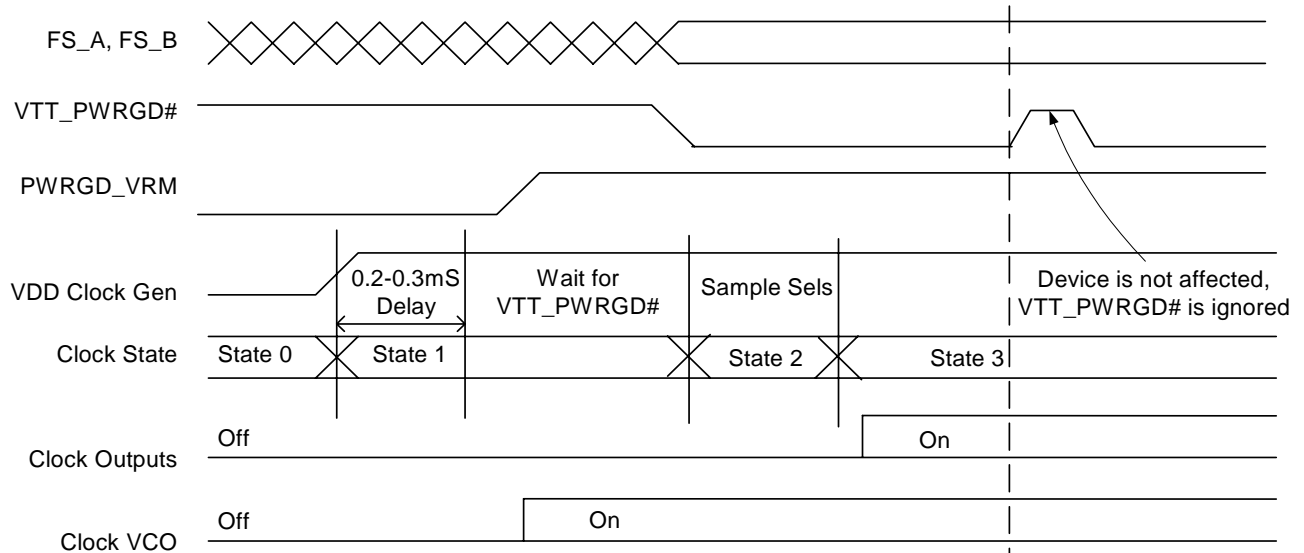 FS_A, FS_B
VTT_PWRGD#
PWRGD_VRM
VDD Clock Gen
0.2-0.3mS
Delay
Wait for
VTT_PWRGD#
Sample Sels
Device is not affected,
VTT_PWRGD# is ignored
Clock State
State 0
State 1
State 2
State 3
Clock Outputs
Off
On
Clock VCO
Off
On